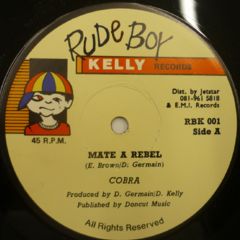 RUDE BOY
KELLY
RECORDS
Dist. by Jetstar
081-961 5818
& E.M.I. Records
RBK 001
Side A
45 R.P.M.
MATE A REBEL
(E. Brown/D. Germain)
COBRA
Produced by D. Germain/D. Kelly
Published by Doncut Music
All Rights Reserved